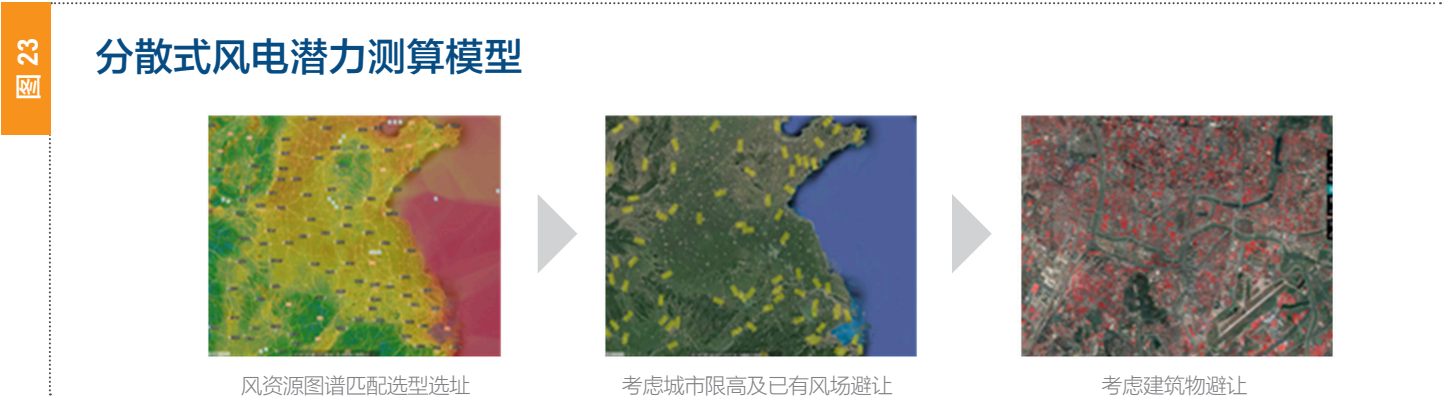 图 23
分散式风电潜力测算模型
风资源图谱匹配选型选址
考虑城市限高及已有风场避让
考虑建筑物避让